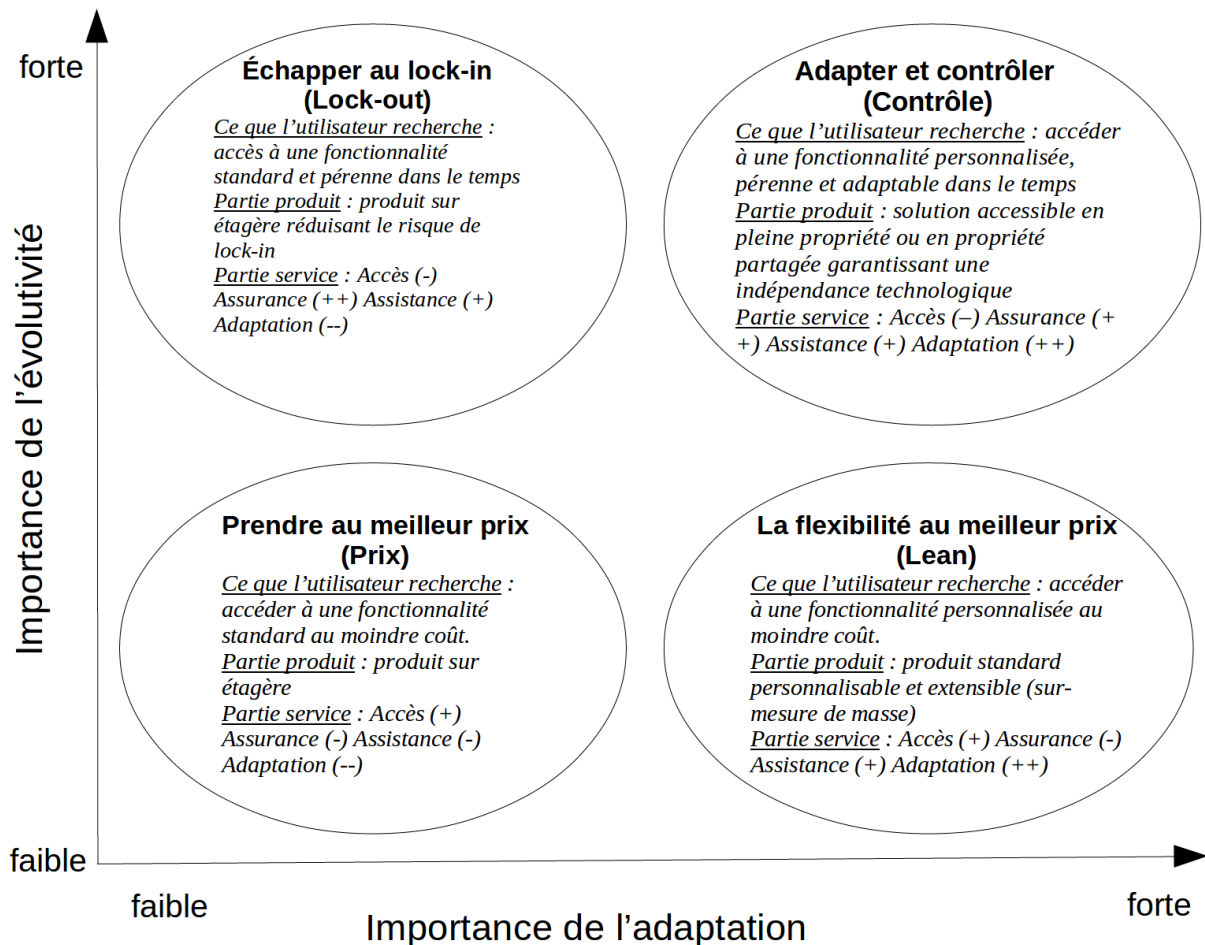 forte
Échapper au lock-in
(Lock-out)
Ce que l'utilisateur recherche :
accès à une fonctionnalité
standard et pérenne dans le temps
Partie produit : produit sur
étagère réduisant le risque de
lock-in
Partie service : Accès (-)
Assurance (++) Assistance (+)
Adaptation (--)
Adapter et contrôler
(Contrôle)
Ce que l'utilisateur recherche : accéder
à une fonctionnalité personnalisée,
pérenne et adaptable dans le temps
Partie produit : solution accessible en
pleine propriété ou en propriété
partagée garantissant une
indépendance technologique
Partie service : Accès (–) Assurance (+
+) Assistance (+) Adaptation (++)
Importance de l'évolutivité
Prendre au meilleur prix
(Prix)
Ce que l'utilisateur recherche :
accéder à une fonctionnalité
standard au moindre coût.
Partie produit : produit sur
étagère
Partie service : Accès (+)
Assurance (-) Assistance (-)
Adaptation (--)
La flexibilité au meilleur prix
(Lean)
Ce que l'utilisateur recherche : accéder
à une fonctionnalité personnalisée au
moindre coût.
Partie produit : produit standard
personnalisable et extensible (sur-
mesure de masse)
Partie service : Accès (+) Assurance (-)
Assistance (+) Adaptation (++)
faible
faible
forte
Importance de l'adaptation